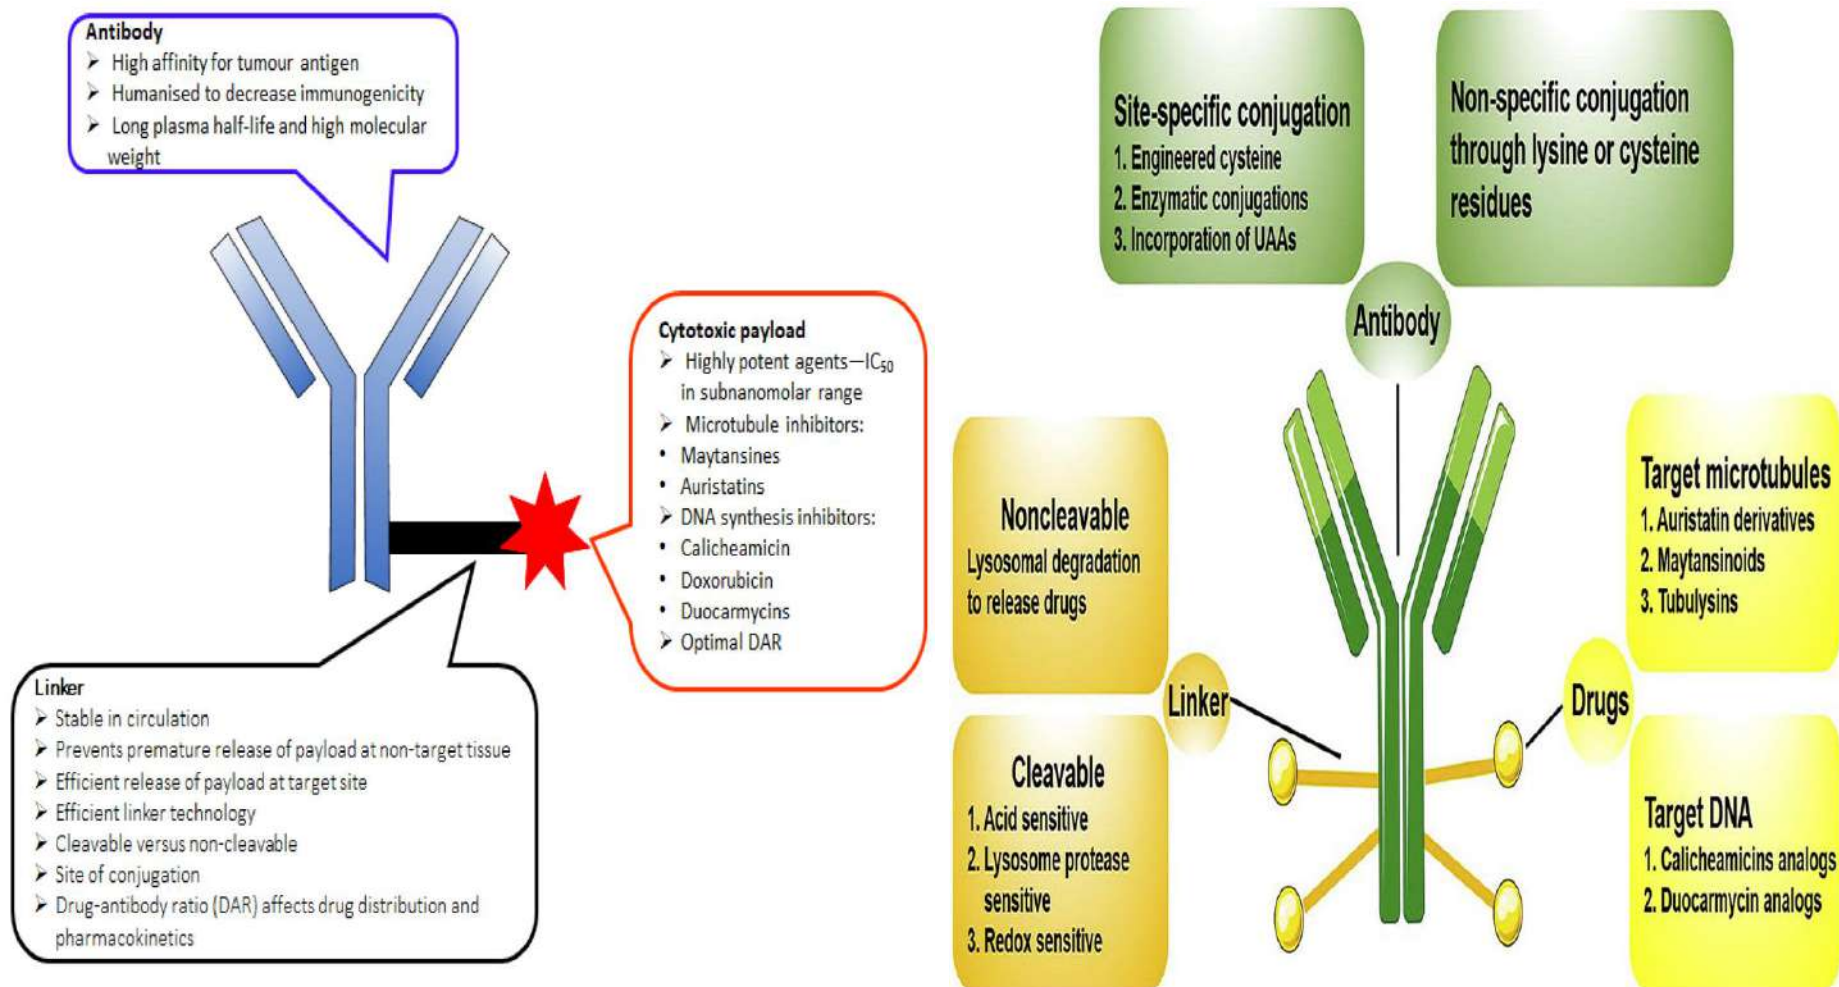 Antibody
➢ High affinity for tumour antigen
➢ Humanised to decrease immunogenicity
➢ Long plasma half-life and high molecular
weight
Cytotoxic payload
➢ Highly potent agents—IC₅₀
in subnanomolar range
➢ Microtubule inhibitors:
• Maytansines
• Auristatins
➢ DNA synthesis inhibitors:
• Calicheamicin
• Doxorubicin
• Duocarmycins
➢ Optimal DAR
Linker
➢ Stable in circulation
➢ Prevents premature release of payload at non-target tissue
➢ Efficient release of payload at target site
➢ Efficient linker technology
➢ Cleavable versus non-cleavable
➢ Site of conjugation
➢ Drug-antibody ratio (DAR) affects drug distribution and
pharmacokinetics
Site-specific conjugation
1. Engineered cysteine
2. Enzymatic conjugations
3. Incorporation of UAAs
Non-specific conjugation
through lysine or cysteine
residues
Antibody
Noncleavable
Lysosomal degradation
to release drugs
Linker
Cleavable
1. Acid sensitive
2. Lysosome protease
sensitive
3. Redox sensitive
Target microtubules
1. Auristatin derivatives
2. Maytansinoids
3. Tubulysins
Drugs
Target DNA
1. Calicheamicins analogs
2. Duocarmycin analogs